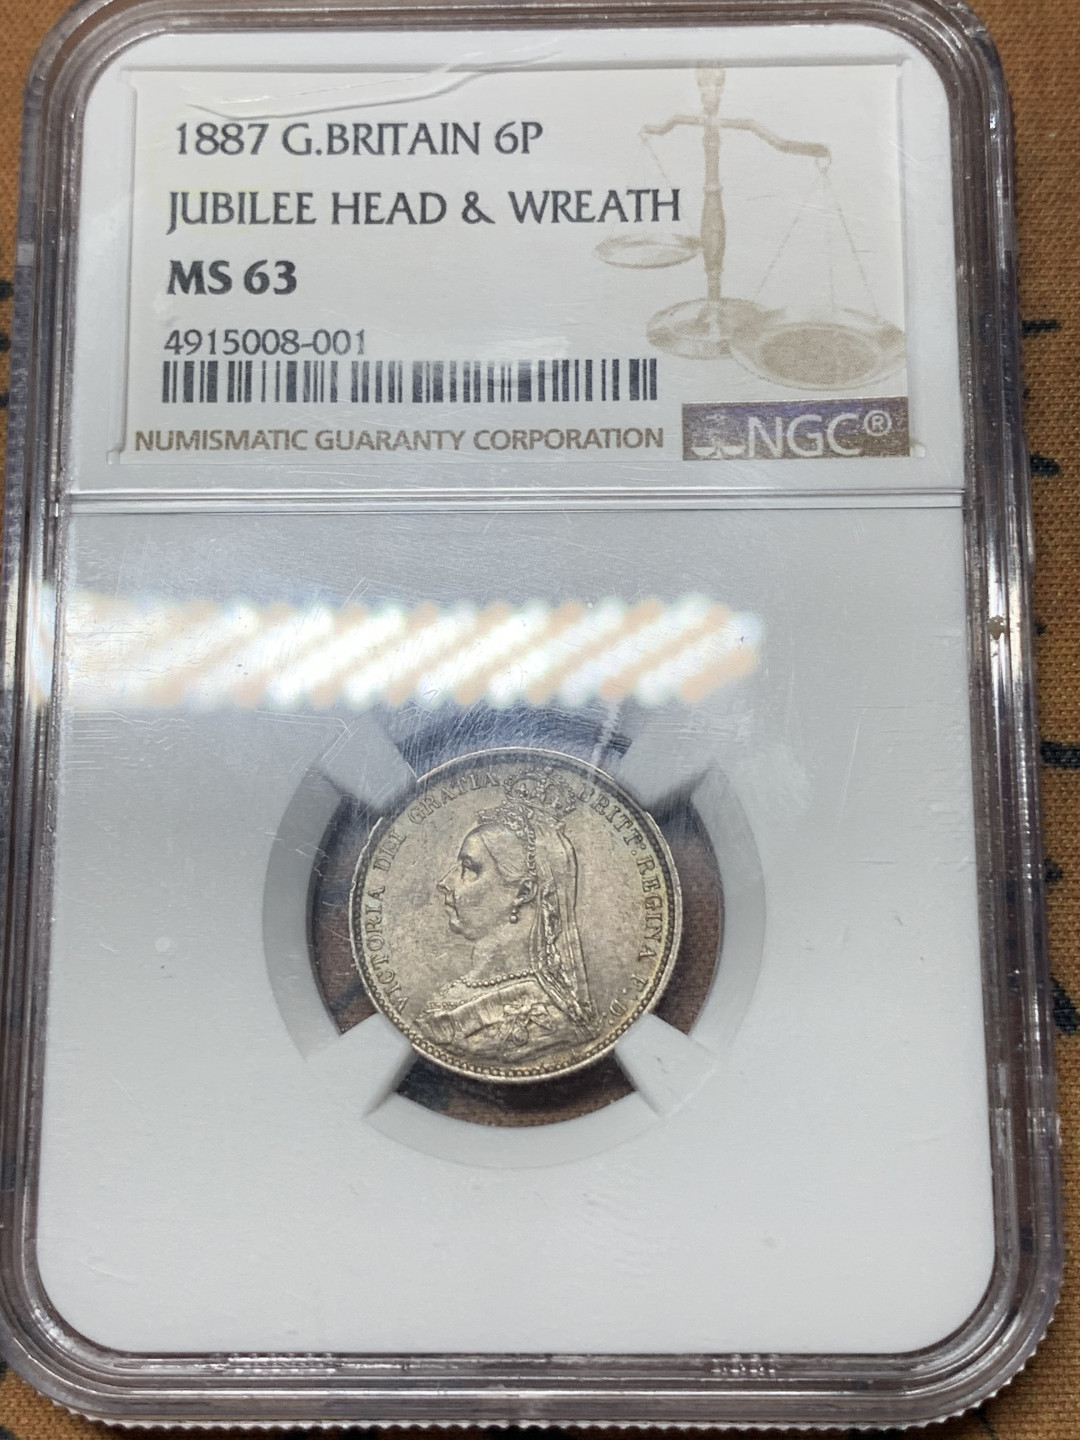 1887 G.BRITAIN 6P
JUBILEE HEAD & WREATH
MS 63
4915008-001
NUMISMATIC GUARANTY CORPORATION
NGC®
VICTORIA DEI GRATIA BRITT: REGINA F:D: